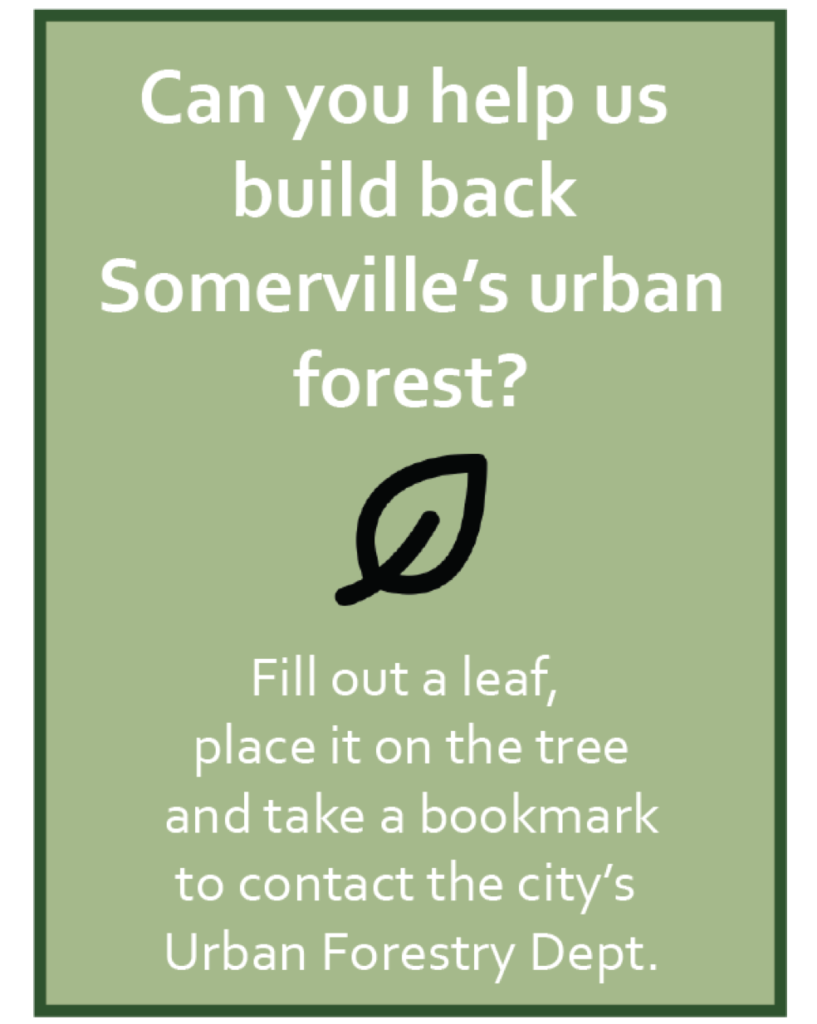 Can you help us
build back
Somerville’s urban
forest?
Fill out a leaf,
place it on the tree
and take a bookmark
to contact the city’s
Urban Forestry Dept.